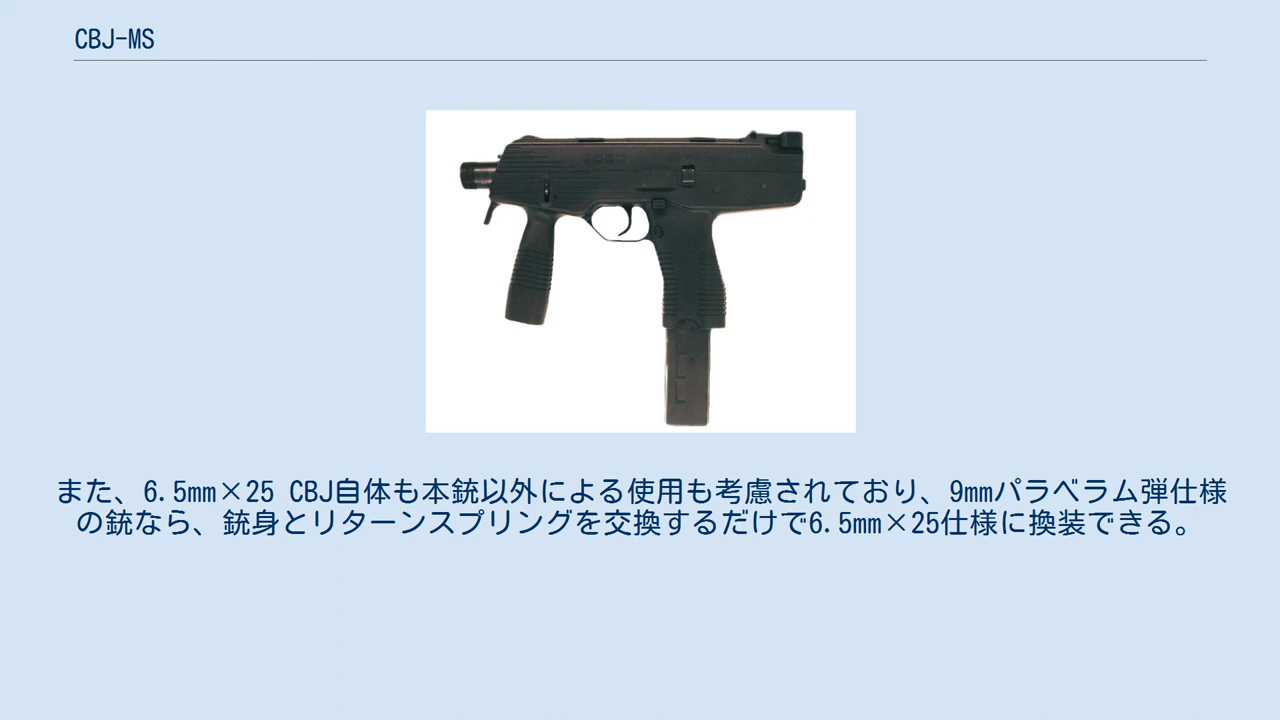 CBJ-MS
また、6.5mm×25 CBJ自体も本銃以外による使用も考慮されており、9mmパラベラム弾仕様
の銃なら、銃身とリターンスプリングを交換するだけで6.5mm×25仕様に換装できる。